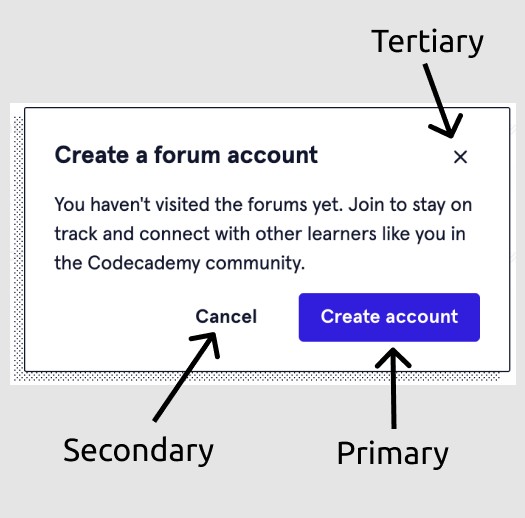 Tertiary
Create a forum account
You haven't visited the forums yet. Join to stay on
track and connect with other learners like you in
the Codecademy community.
Cancel Create account
Secondary Primary